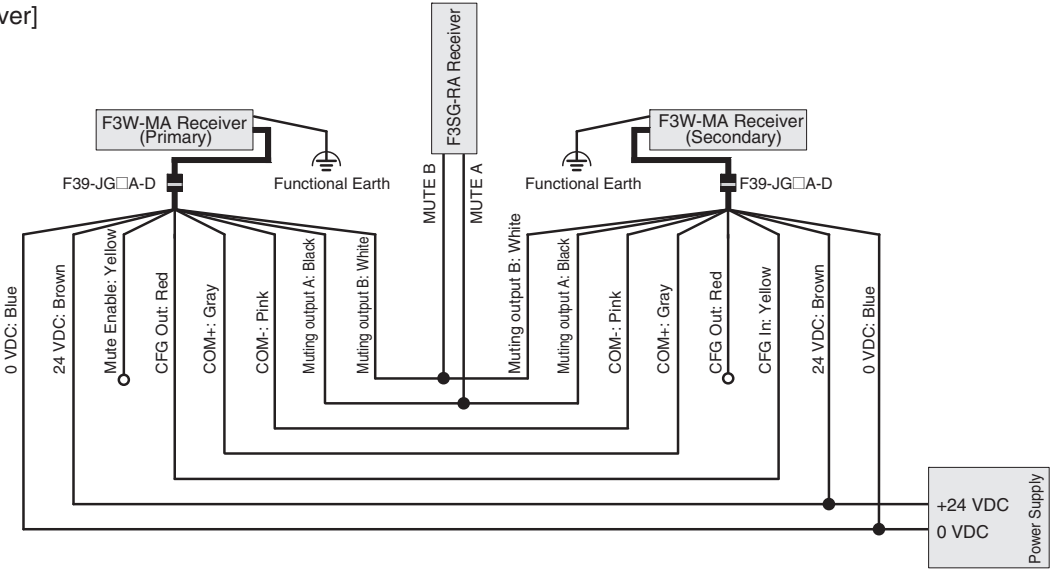 ver]
F3SG-RA Receiver
F3W-MA Receiver
(Primary)
F3W-MA Receiver
(Secondary)
F39-JG□A-D
Functional Earth
MUTE B
MUTE A
Functional Earth
F39-JG□A-D
0 VDC: Blue
24 VDC: Brown
Mute Enable: Yellow
CFG Out: Red
COM+: Gray
COM-: Pink
Muting output A: Black
Muting output B: White
Muting output B: White
Muting output A: Black
COM-: Pink
COM+: Gray
CFG Out: Red
CFG In: Yellow
24 VDC: Brown
0 VDC: Blue
+24 VDC
0 VDC
Power Supply